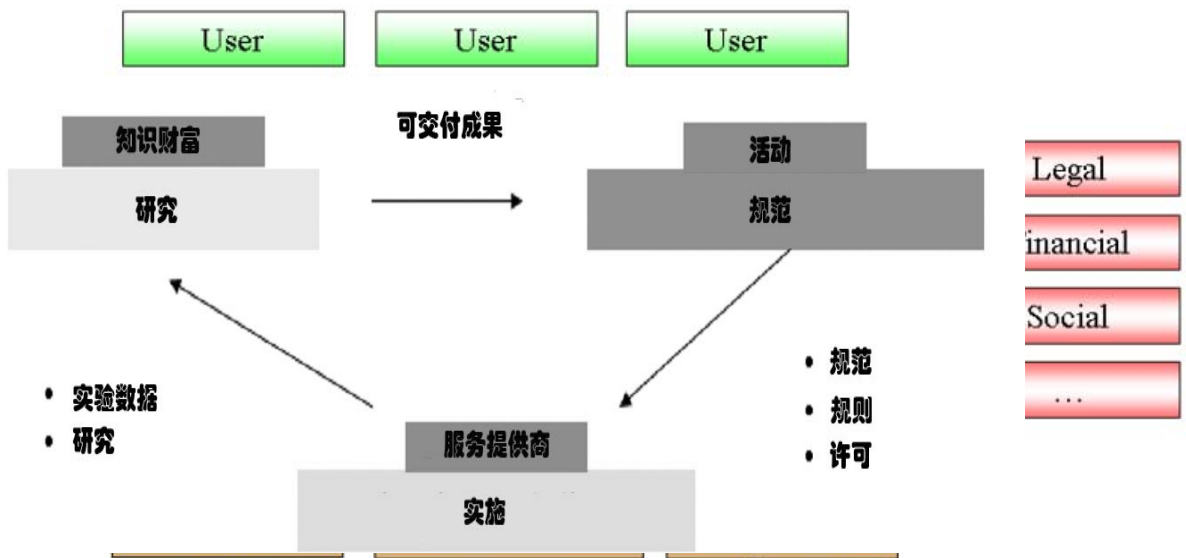 User
User
User
可交付成果
知识财富
研究
活动
规范
Legal
inancial
Social
…
实验数据
研究
规范
规则
许可
服务提供商
实施